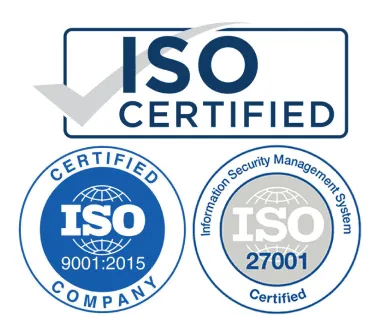 ISO
CERTIFIED
CERTIFIED
ISO
9001:2015
COMPANY
Information Security Management System
ISO
27001
Certified